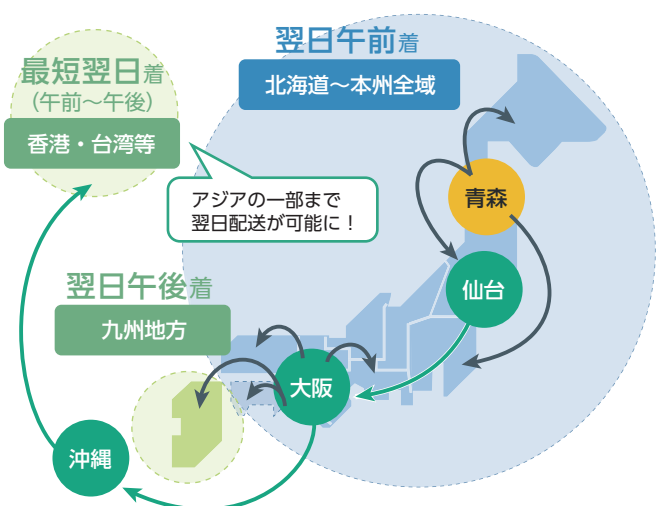 翌日午前着
北海道～本州全域
最短翌日着
（午前～午後）
香港・台湾等
アジアの一部まで
翌日配送が可能に！
青森
仙台
翌日午後着
九州地方
大阪
沖縄